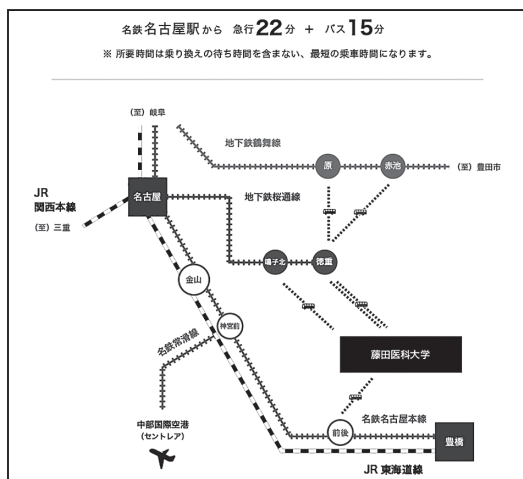 名鉄名古屋駅から 急行22分 + バス15分
※ 所要時間は乗り換えの待ち時間を含まない、最短の乗車時間になります。
(至) 岐阜
地下鉄鶴舞線
原
赤池
(至) 豊田市
JR
関西本線
名古屋
地下鉄桜通線
(至) 三重
鳴子北
徳重
金山
神宮前
名鉄常滑線
藤田医科大学
中部国際空港
(セントレア)
前後
名鉄名古屋本線
豊橋
JR 東海道線